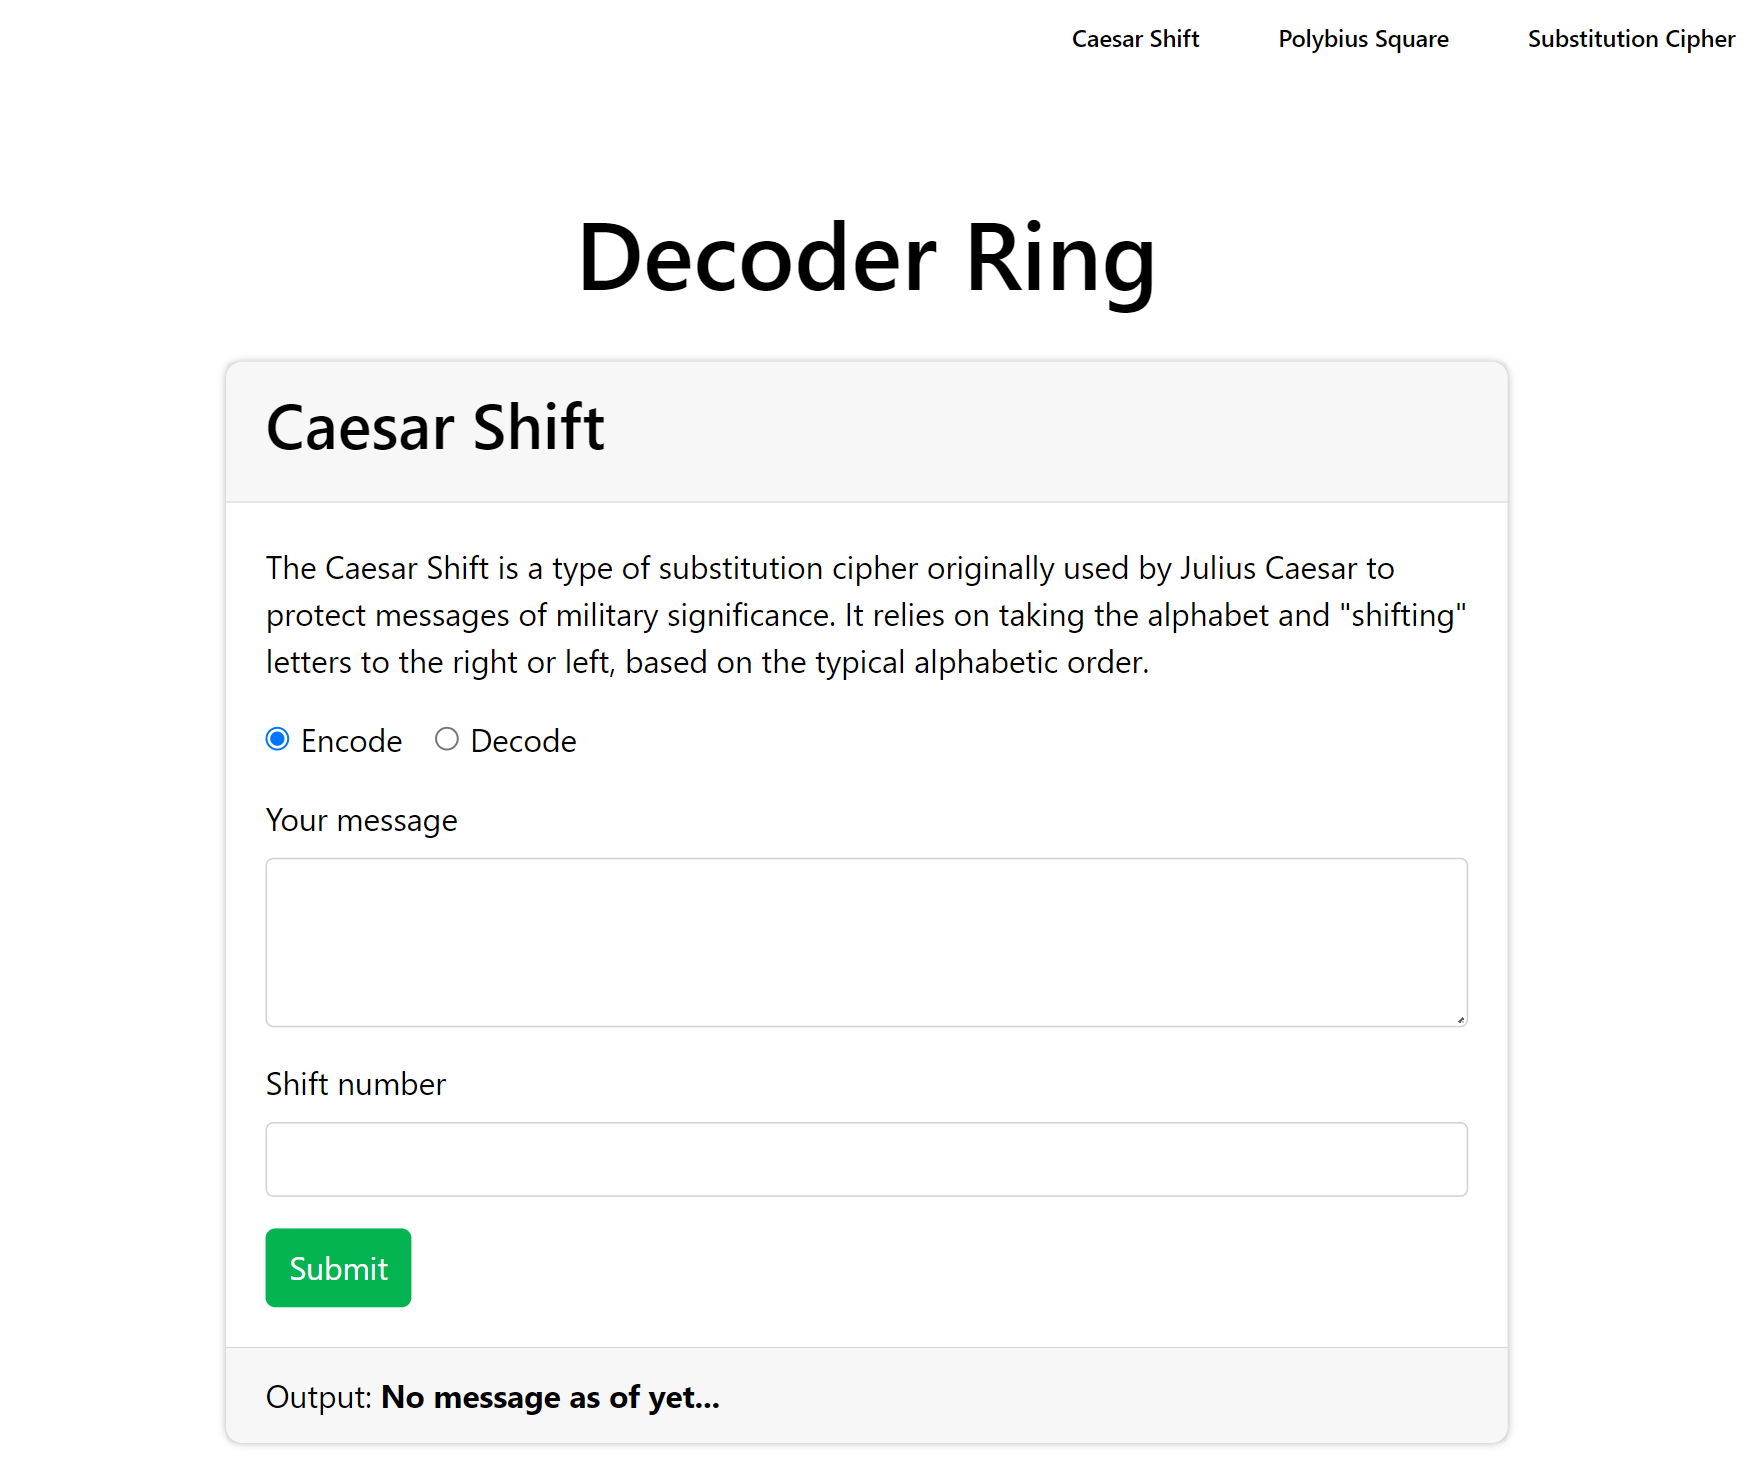 Caesar Shift Polybius Square Substitution Cipher
Decoder Ring
Caesar Shift
The Caesar Shift is a type of substitution cipher originally used by Julius Caesar to
protect messages of military significance. It relies on taking the alphabet and "shifting"
letters to the right or left, based on the typical alphabetic order.
Encode Decode
Your message
Shift number
Submit
Output: No message as of yet...